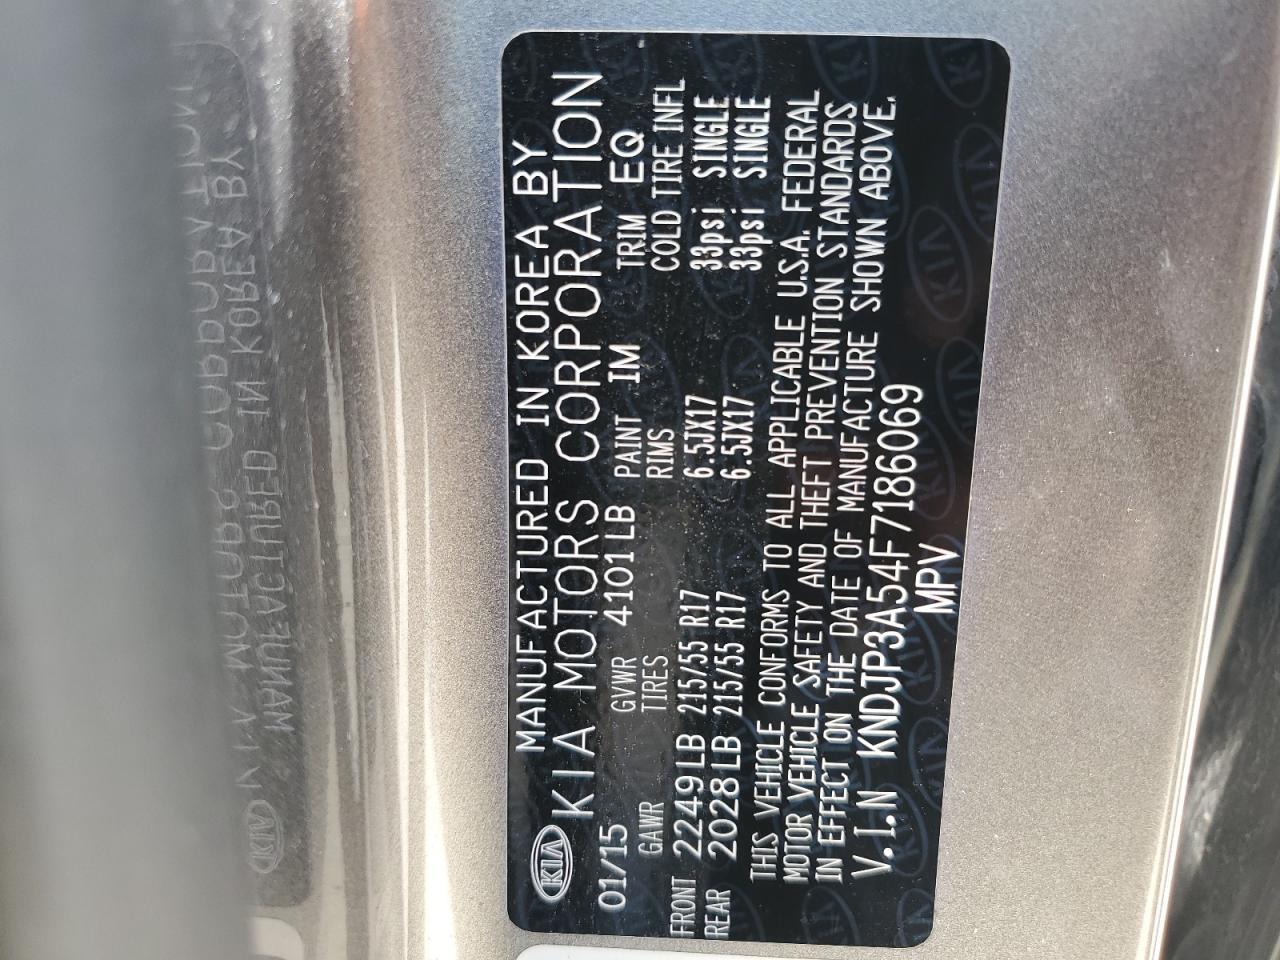 KIA
MANUFACTURED IN KOREA BY
KIA MOTORS CORPORATION
01/15 GVWR 4101LB PAINT IM TRIM EQ
GAWR TIRES RIMS COLD TIRE INFL
FRONT 2249LB 215/55 R17 6.5JX17 33psi SINGLE
REAR 2028LB 215/55 R17 6.5JX17 33psi SINGLE
THIS VEHICLE CONFORMS TO ALL APPLICABLE U.S.A. FEDERAL
MOTOR VEHICLE SAFETY AND THEFT PREVENTION STANDARDS
IN EFFECT ON THE DATE OF MANUFACTURE SHOWN ABOVE.
V.I.N KNDJP3A54F7186069
MPV